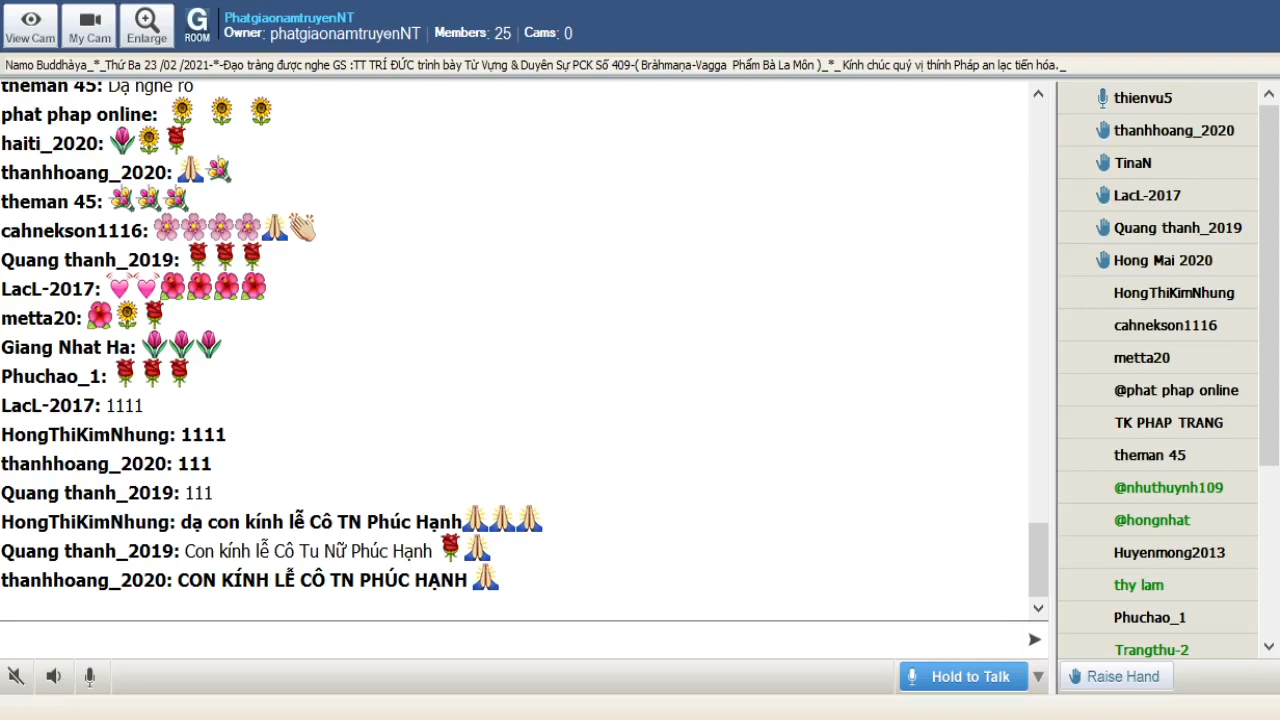 View Cam
My Cam
Enlarge
G
ROOM
PhatgiaonamtruyenNT
Owner: phatgiaonamtruyenNT | Members: 25 | Cams: 0
Namo Buddhàya_*_Thứ Ba 23 /02 /2021-*-Đạo tràng được nghe GS :TT TRÍ ĐỨC trình bày Từ Vựng & Duyên Sự PCK Số 409-( Bràhmaṇa-Vagga Phẩm Bà La Môn )_*_ Kính chúc quý vị thính Pháp an lạc tiến hóa._
theman 45: Dạ nghe rõ
phat phap online:
haiti_2020:
thanhhoang_2020:
theman 45:
cahnekson1116:
Quang thanh_2019:
LacL-2017:
metta20:
Giang Nhat Ha:
Phuchao_1:
LacL-2017: 1111
HongThiKimNhung: 1111
thanhhoang_2020: 111
Quang thanh_2019: 111
HongThiKimNhung: dạ con kính lễ Cô TN Phúc Hạnh
Quang thanh_2019: Con kính lễ Cô Tu Nữ Phúc Hạnh
thanhhoang_2020: CON KÍNH LỄ CÔ TN PHÚC HẠNH
Hold to Talk
thienvu5
thanhhoang_2020
TinaN
LacL-2017
Quang thanh_2019
Hong Mai 2020
HongThiKimNhung
cahnekson1116
metta20
@phat phap online
TK PHAP TRANG
theman 45
@nhuthuynh109
@hongnhat
Huyenmong2013
thy lam
Phuchao_1
Trangthu-2
Raise Hand